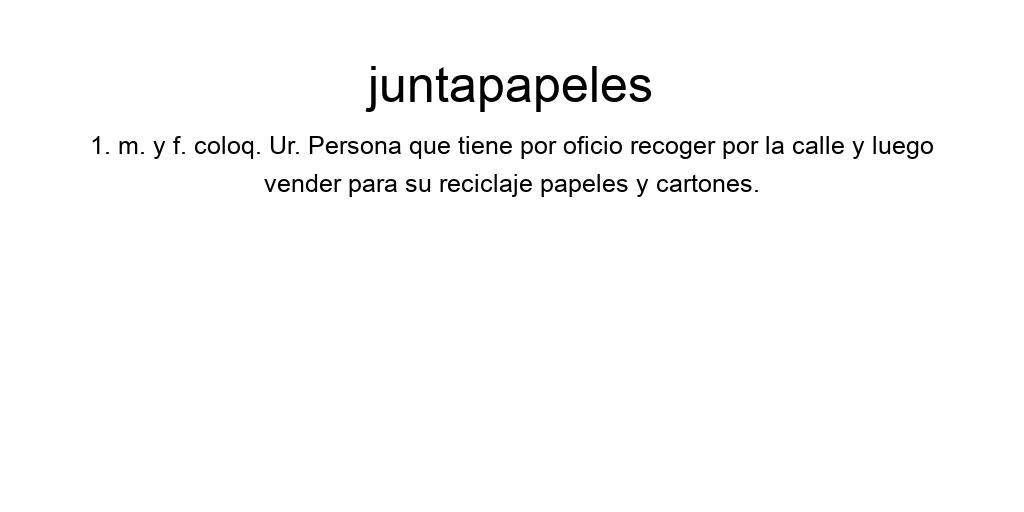 juntapapeles
1. m. y f. coloq. Ur. Persona que tiene por oficio recoger por la calle y luego
vender para su reciclaje papeles y cartones.